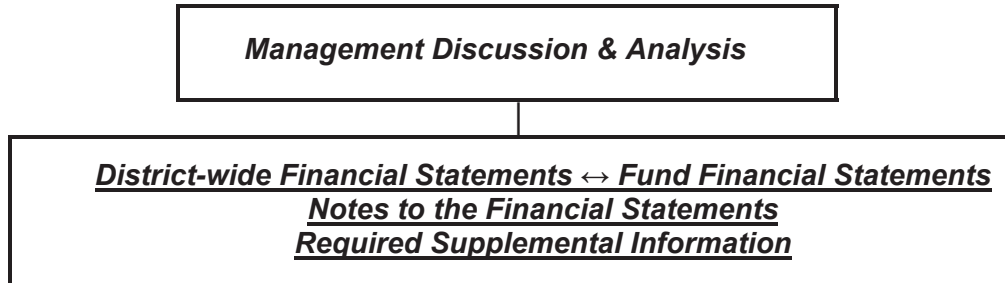 Management Discussion & Analysis
District-wide Financial Statements ↔ Fund Financial Statements
Notes to the Financial Statements
Required Supplemental Information